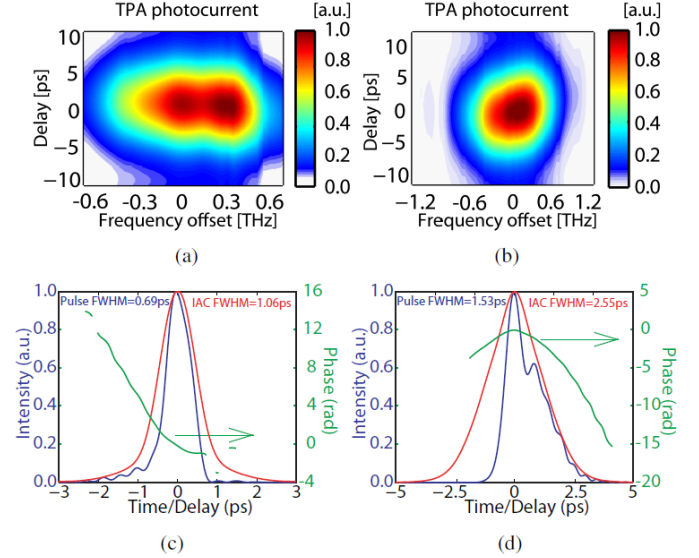 TPA photocurrent [a.u.] TPA photocurrent [a.u.]
10 1.0 10 1.0
5 0.8 5 0.8
0 0.6 0 0.6
−5 0.4 −5 0.4
−10 0.2 −10 0.2
0.0 0.0
Delay [ps] Delay [ps]
-0.6 -0.3 0 0.3 0.6 -1.2 -0.6 0 0.6 1.2
Frequency offset [THz] Frequency offset [THz]
(a) (b)
1.0 Pulse FWHM=0.69ps IAC FWHM=1.06ps 16 1.0 Pulse FWHM=1.53ps IAC FWHM=2.55ps 5
0.8 12 0.8 0
0.6 8 0.6 -5
0.4 4 0.4 -10
0.2 0 0.2 -15
0.0 -4 0.0 -20
Intensity (a.u.) Phase (rad) Intensity (a.u.) Phase (rad)
−3 −2 −1 0 1 2 3 −5 −2.5 0 2.5 5
Time/Delay (ps) Time/Delay (ps)
(c) (d)